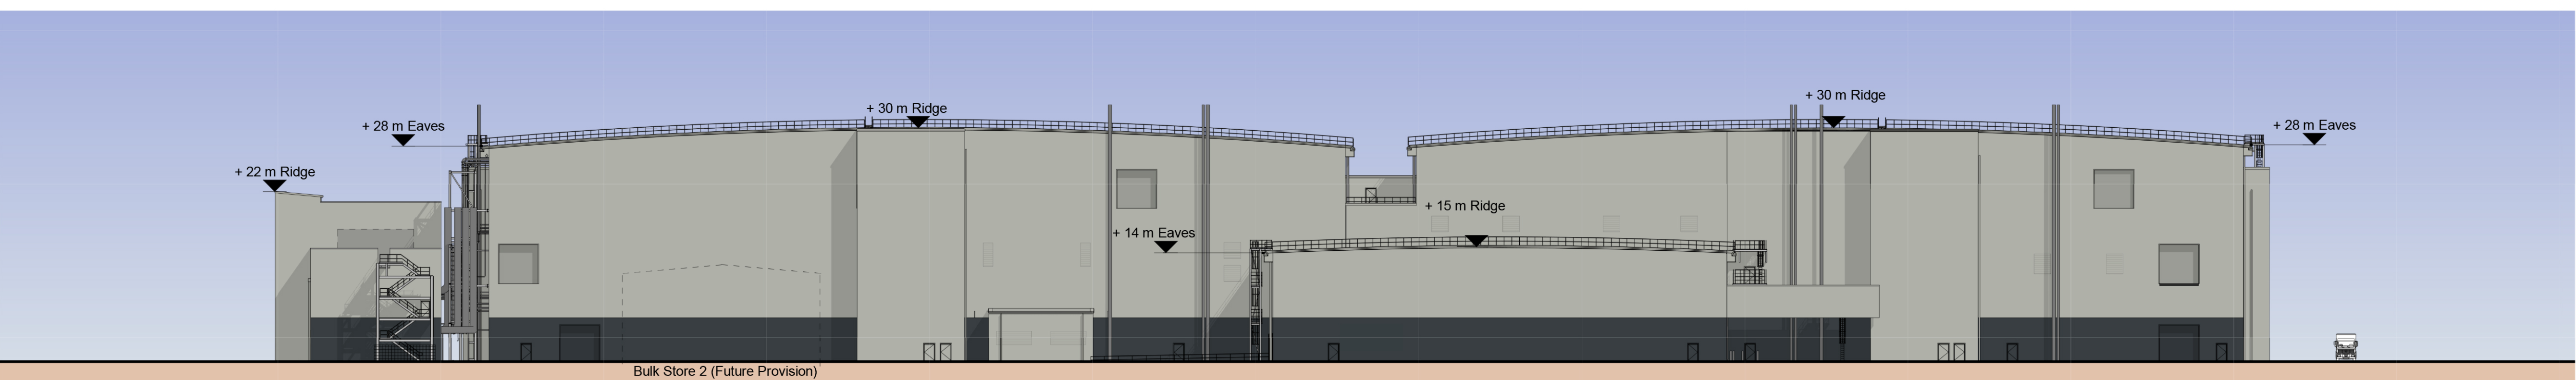 + 30 m Ridge
+ 30 m Ridge
+ 28 m Eaves
+ 28 m Eaves
+ 22 m Ridge
+ 15 m Ridge
+ 14 m Eaves
Bulk Store 2 (Future Provision)